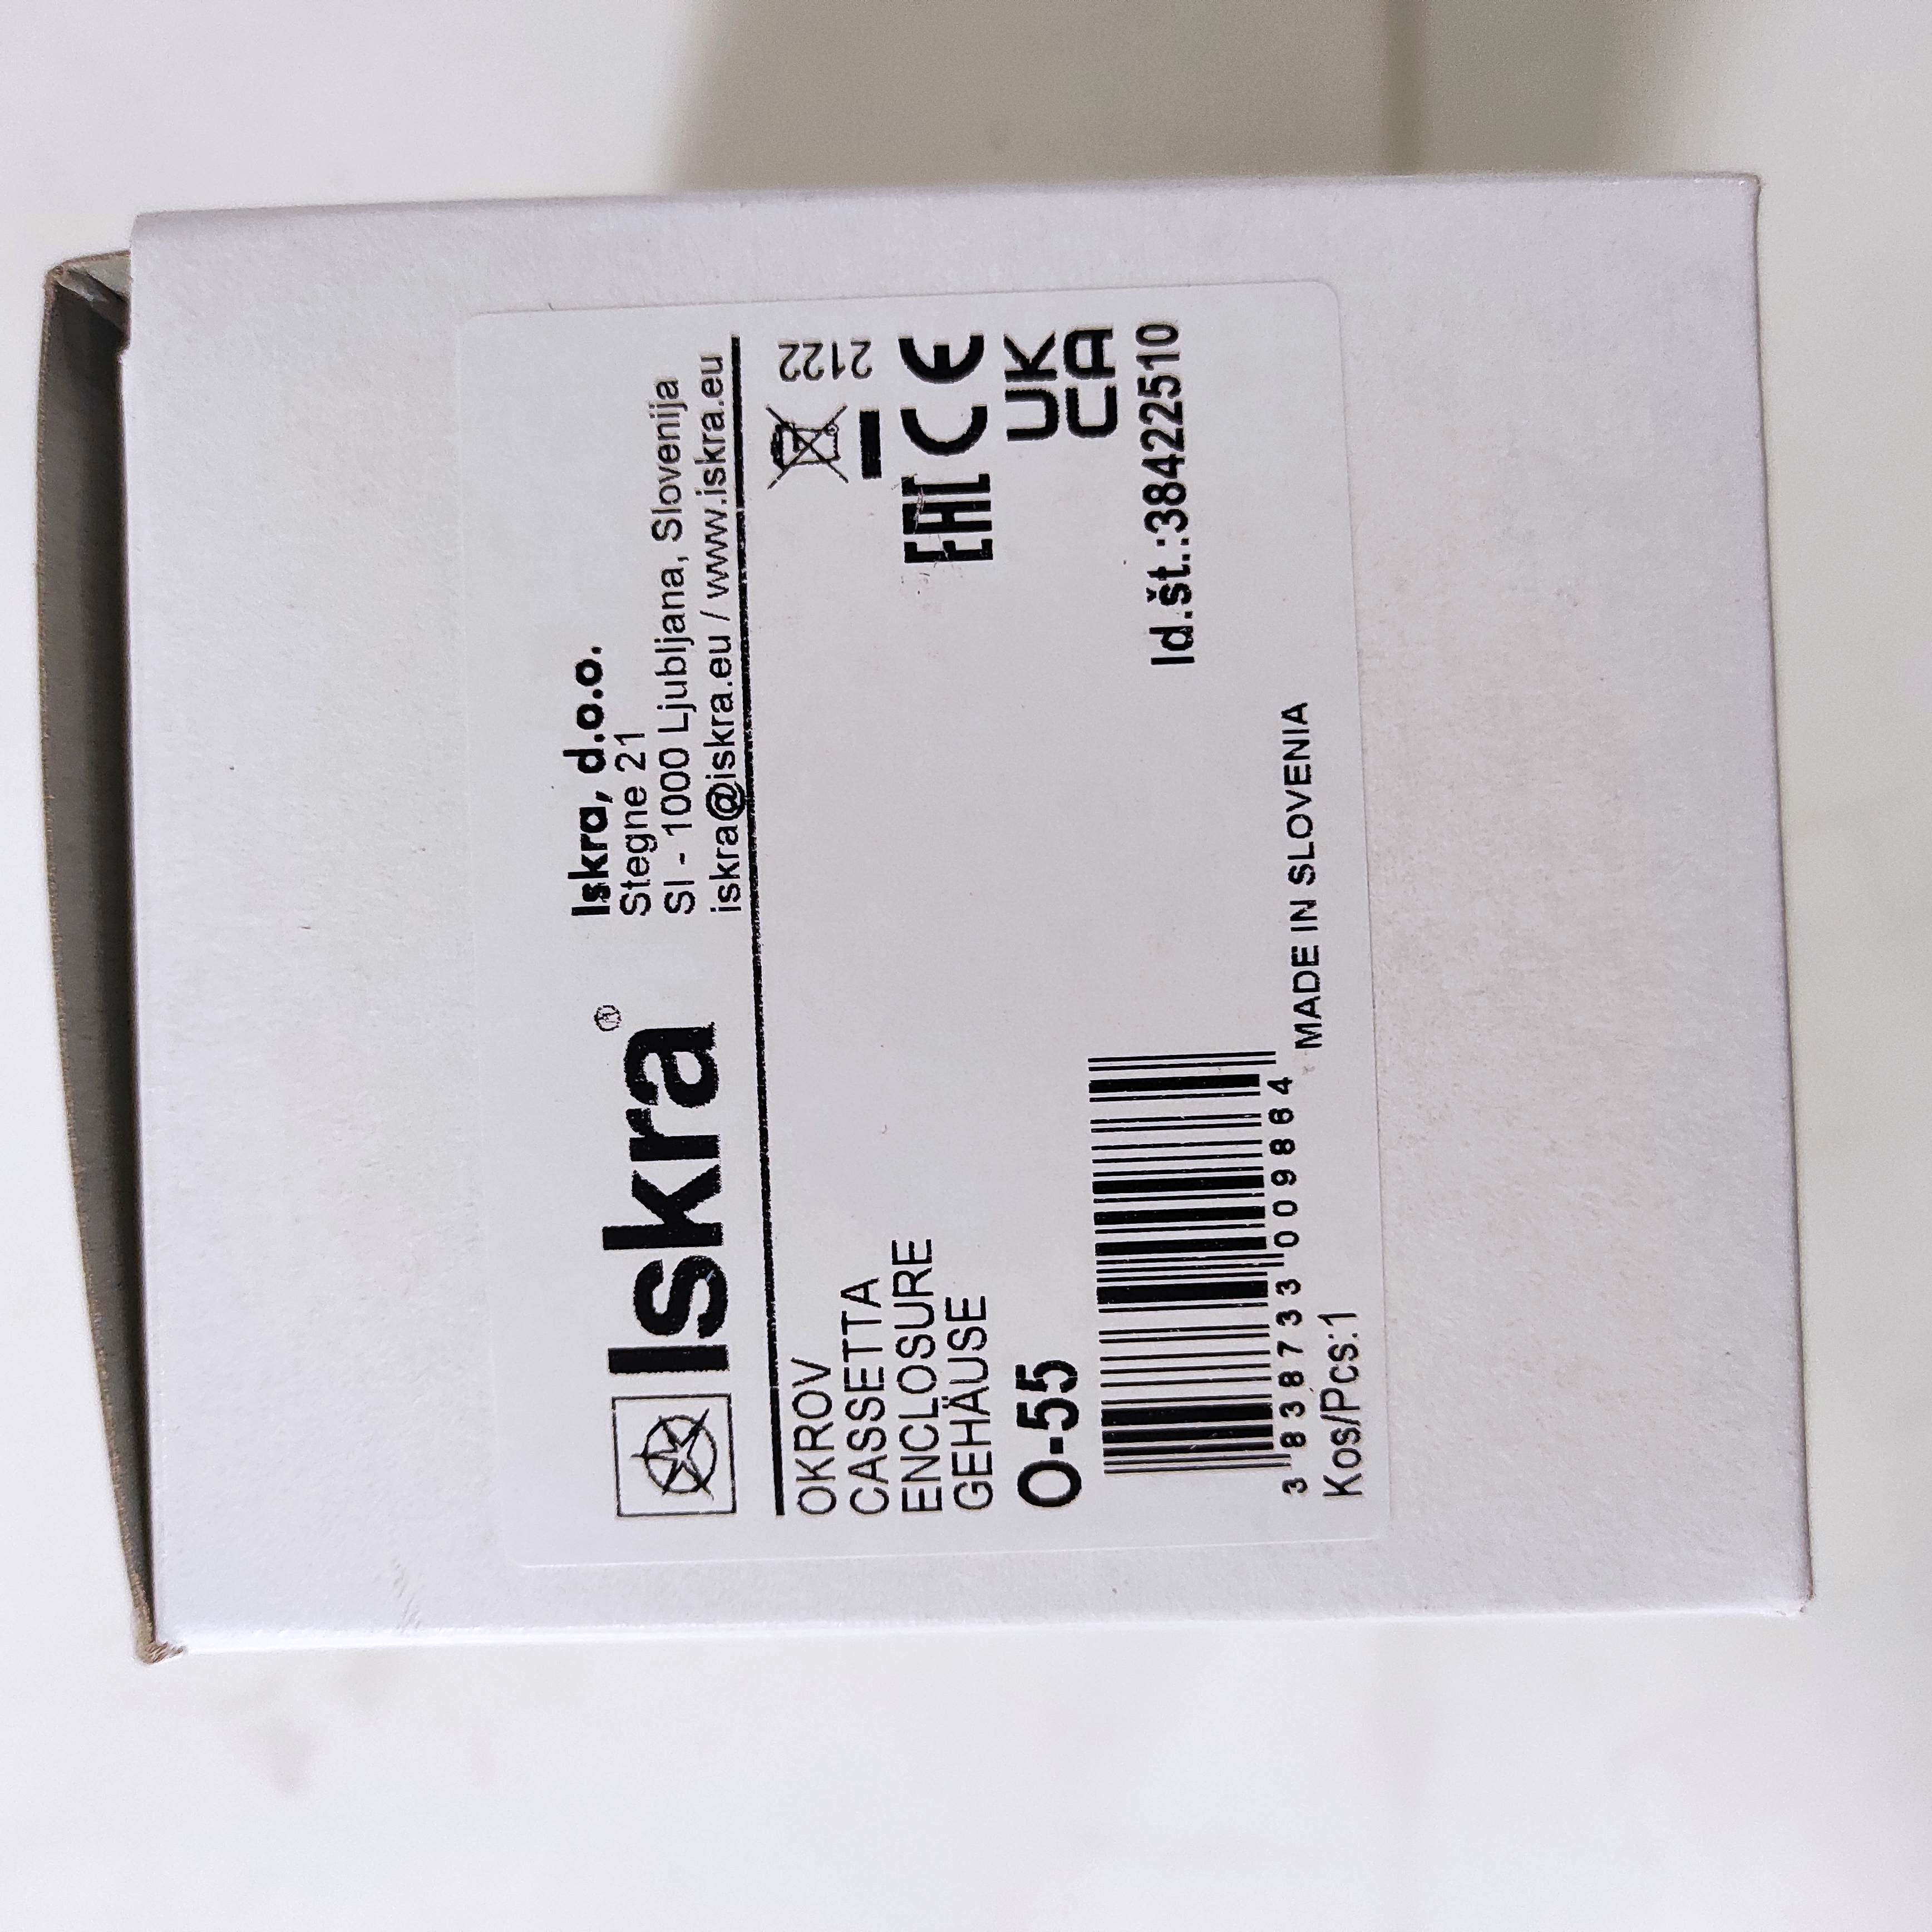 Iskra®
Iskra, d.o.o.
Stegne 21
SI - 1000 Ljubljana, Slovenija
iskra@iskra.eu / www.iskra.eu
OKROV
CASSETTA
ENCLOSURE
GEHÄUSE
O-55
2122
2122
EAC CE
UK
CA
Id.št.:38422510
3 838733 009864
MADE IN SLOVENIA
Kos/Pcs:1